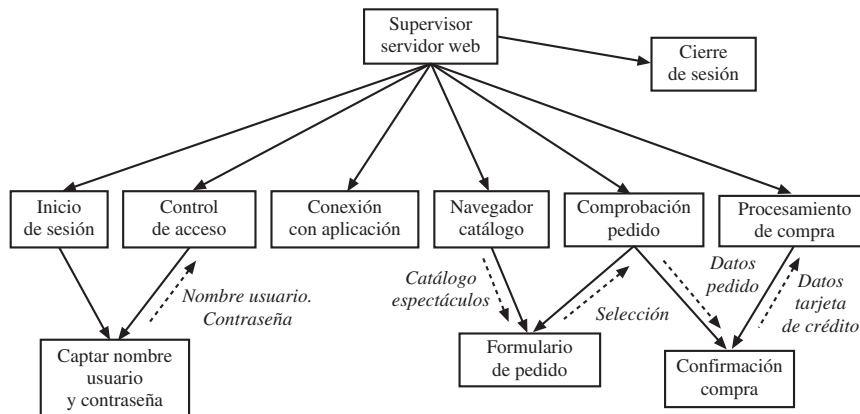 Supervisor
servidor web
Cierre
de sesión
Inicio
de sesión
Control
de acceso
Conexión
con aplicación
Navegador
catálogo
Comprobación
pedido
Procesamiento
de compra
Nombre usuario.
Contraseña
Catálogo
espectáculos
Selección
Datos
pedido
Datos
tarjeta
de crédito
Captar nombre
usuario
y contraseña
Formulario
de pedido
Confirmación
compra